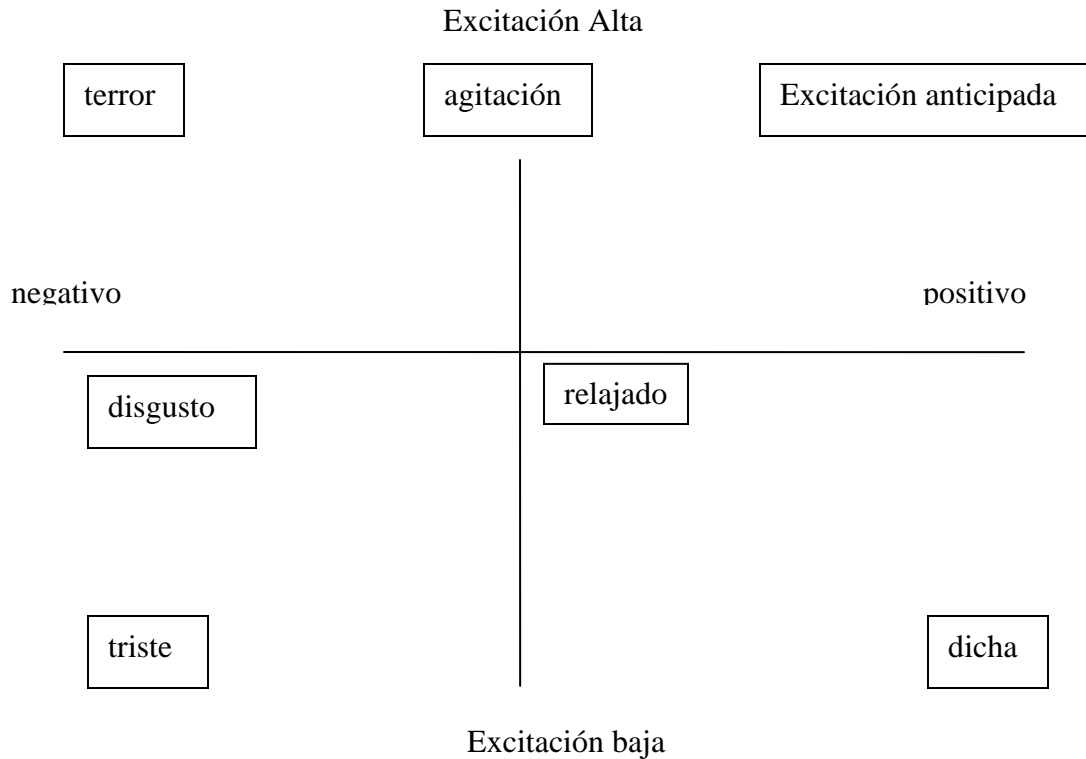 Excitación Alta
terror
agitación
Excitación anticipada
negativo
positivo
disgusto
relajado
triste
dicha
Excitación baja